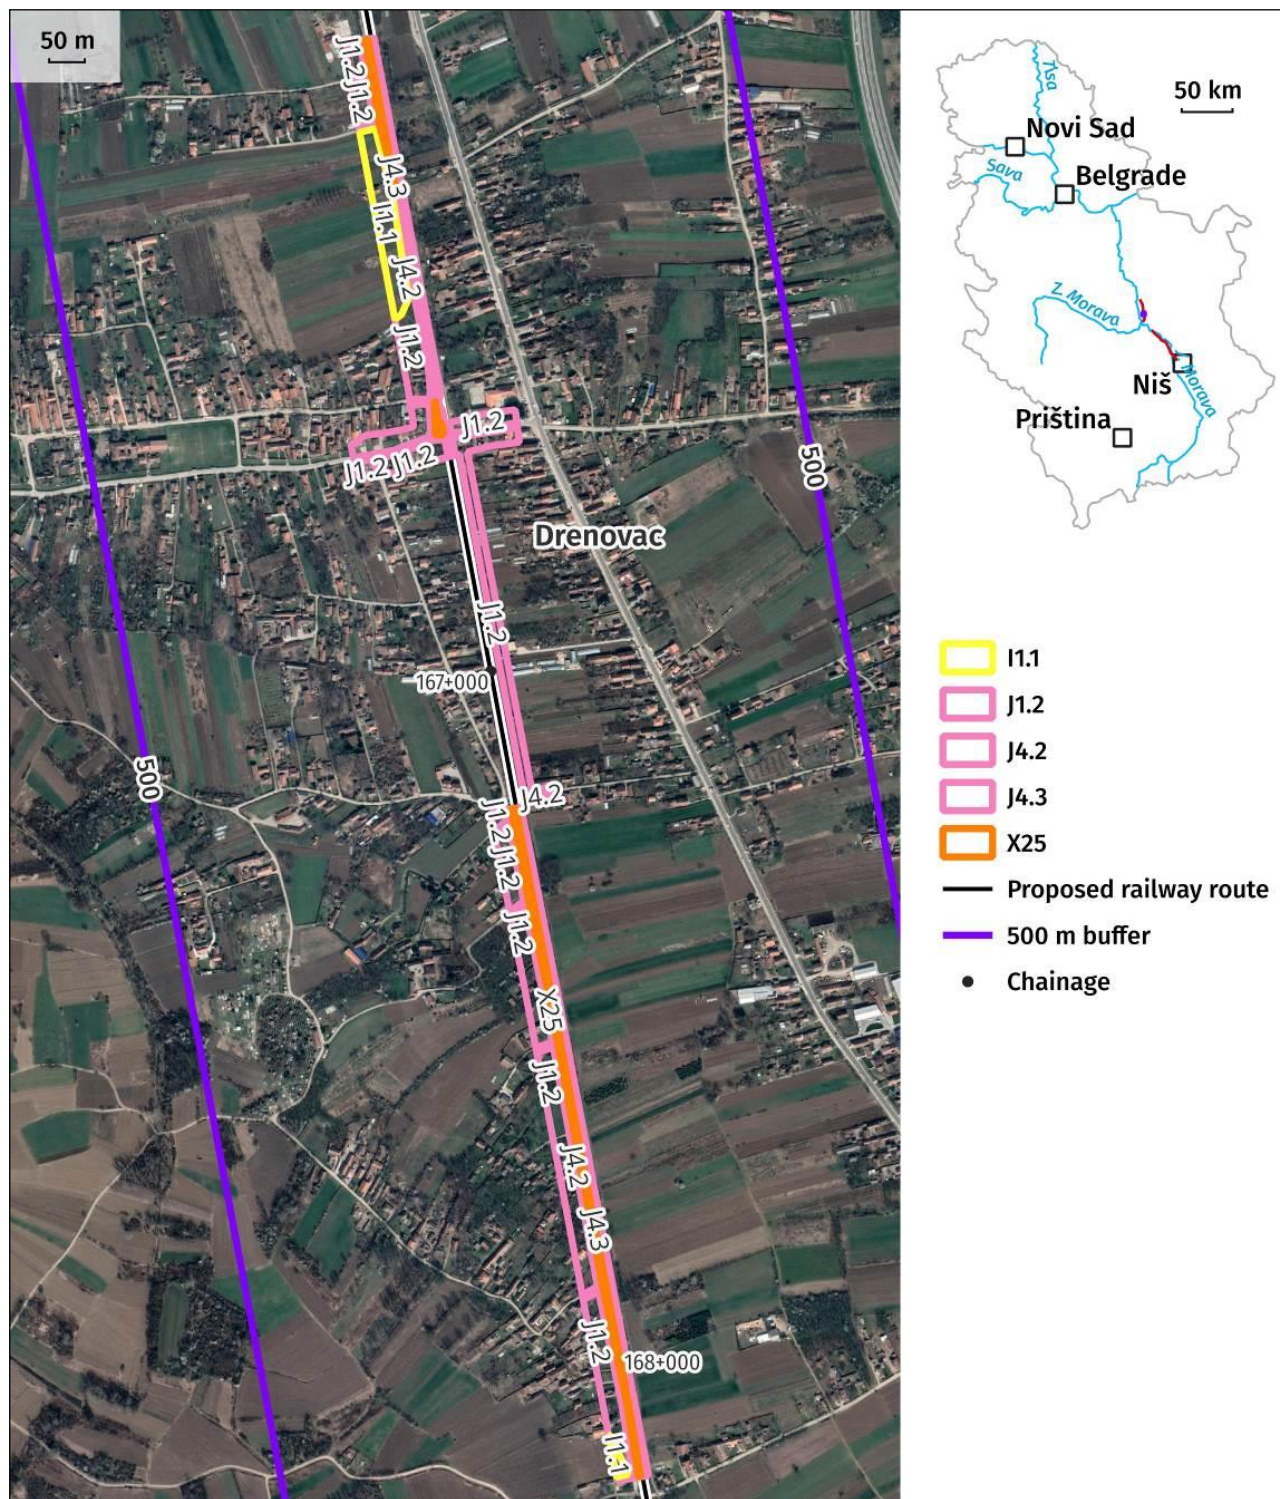 50 m
J1.2
J1.2
J4.3
I1.1
J4.2
J1.2
J1.2
J1.2
J1.2
500
Drenovac
J1.2
167+000
500
J4.2
J1.2
J1.2
J1.2
X25
J1.2
J4.2
J4.3
J1.2
168+000
I1.1
50 km
Tisa
Novi Sad
Sava
Belgrade
Z. Morava
Niš
Morava
Priština
I1.1
J1.2
J4.2
J4.3
X25
Proposed railway route
500 m buffer
Chainage